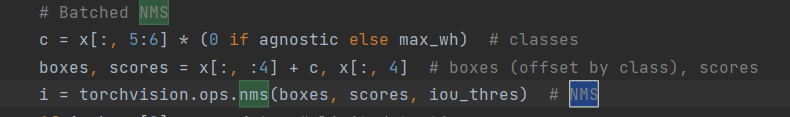 # Batched NMS
c = x[:, 5:6] * (0 if agnostic else max_wh)  # classes
boxes, scores = x[:, :4] + c, x[:, 4]  # boxes (offset by class), scores
i = torchvision.ops.nms(boxes, scores, iou_thres)  # NMS